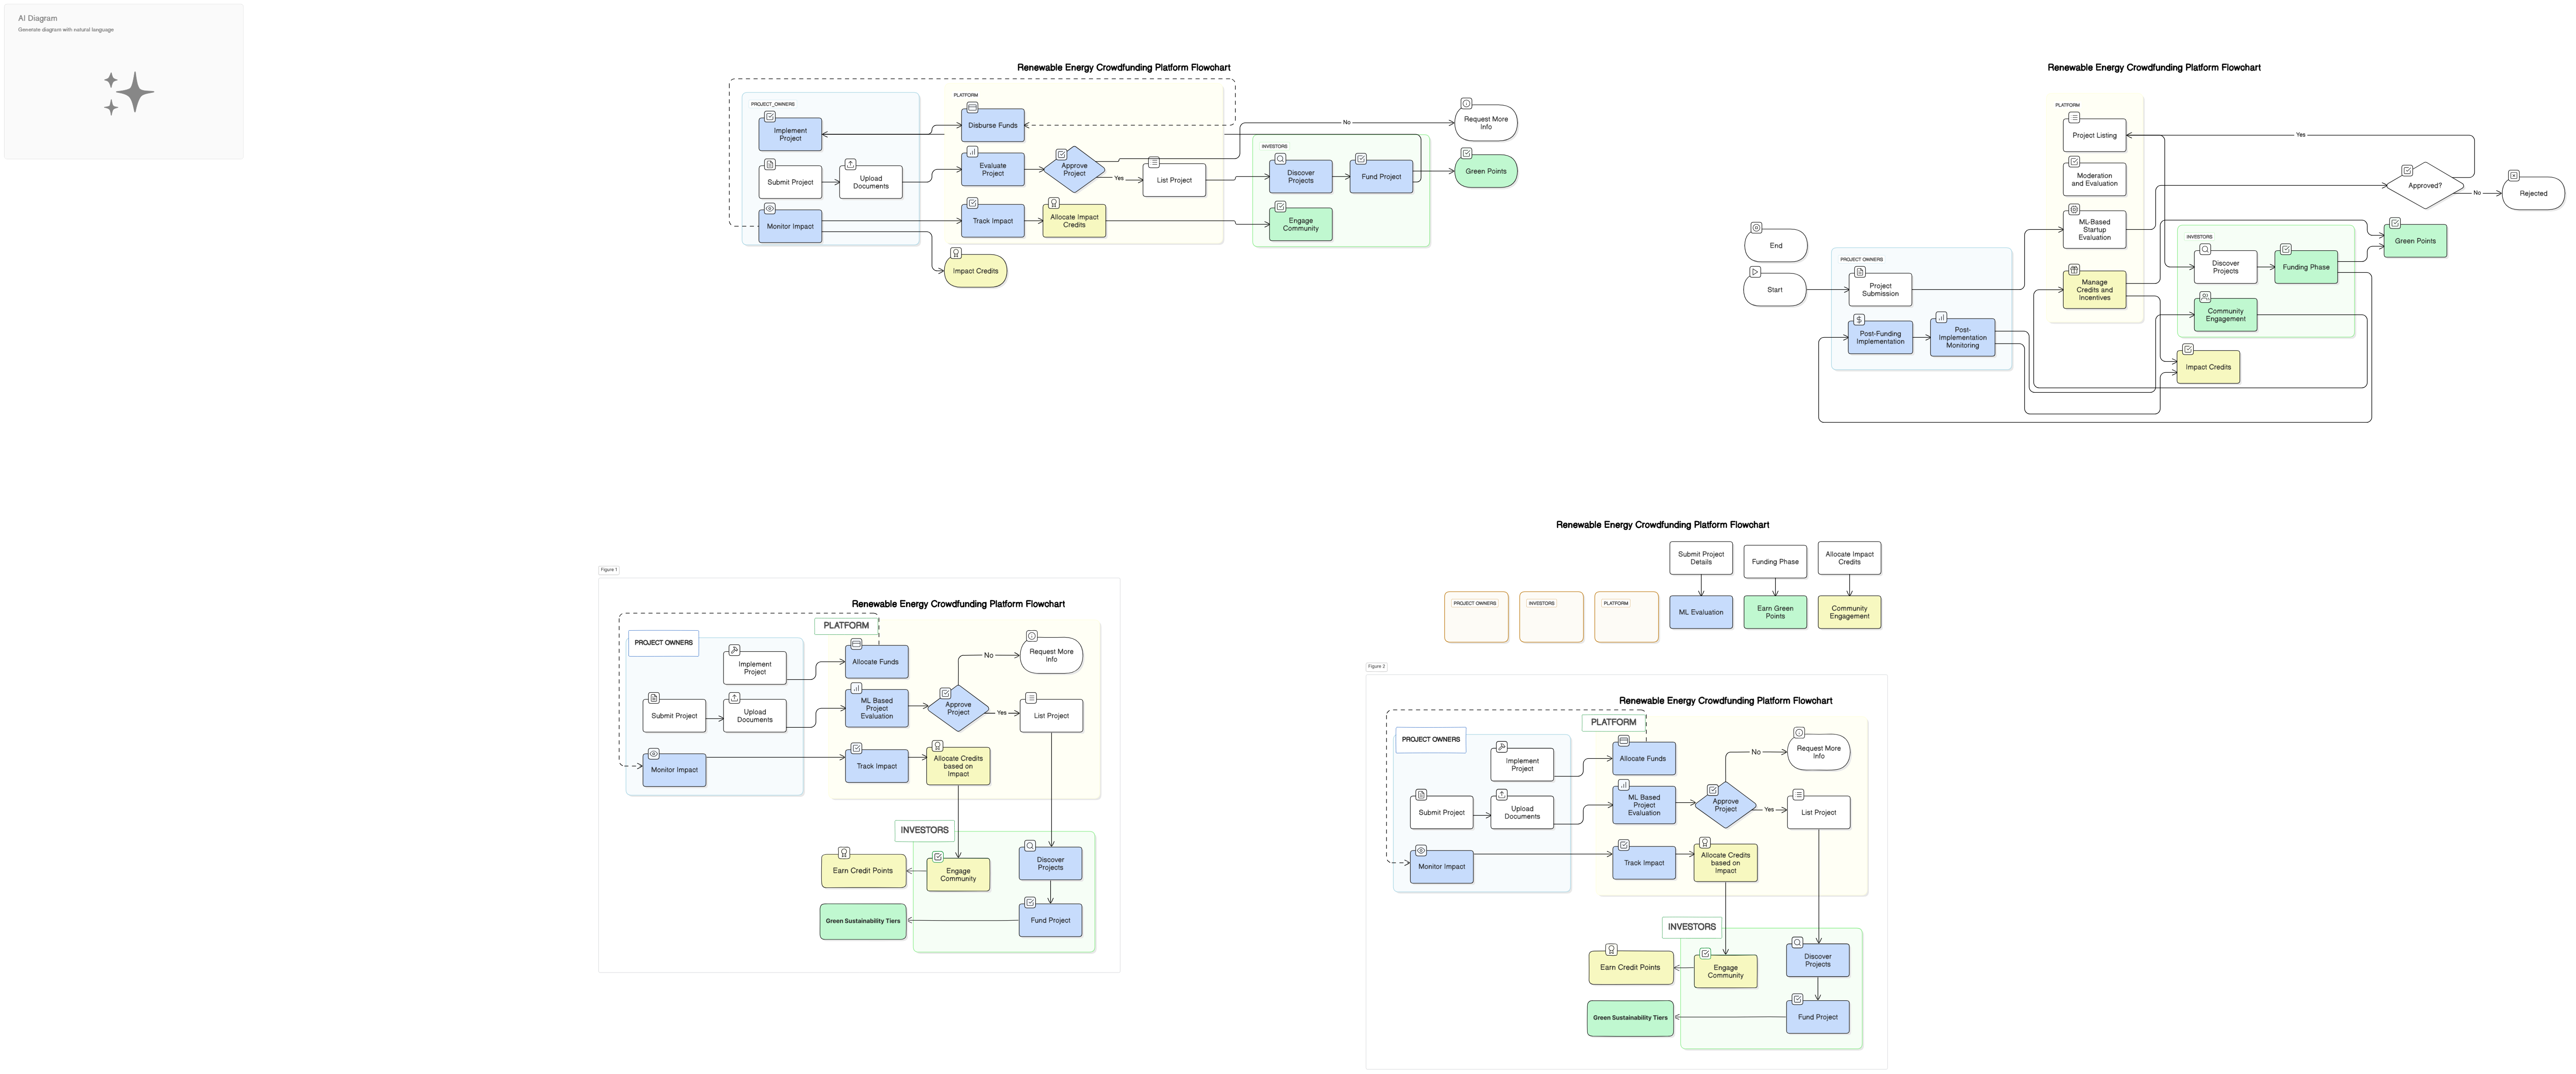 AI Diagram
Generate diagram with natural language
Renewable Energy Crowdfunding Platform Flowchart
PROJECT_OWNERS
Implement
Project
Submit Project
Upload
Documents
Monitor Impact
PLATFORM
Disburse Funds
Evaluate
Project
Approve
Project
Yes
No
List Project
Track Impact
Allocate Impact
Credits
Impact Credits
INVESTORS
Discover
Projects
Fund Project
Engage
Community
Request More
Info
Green Points
Renewable Energy Crowdfunding Platform Flowchart
PLATFORM
Project Listing
Moderation
and Evaluation
ML-Based
Startup
Evaluation
Manage
Credits and
Incentives
Yes
Approved?
No
Rejected
End
Start
PROJECT OWNERS
Project
Submission
Post-Funding
Implementation
Post-
Implementation
Monitoring
INVESTORS
Discover
Projects
Funding Phase
Community
Engagement
Green Points
Impact Credits
Renewable Energy Crowdfunding Platform Flowchart
Submit Project
Details
Funding Phase
Allocate Impact
Credits
PROJECT OWNERS
INVESTORS
PLATFORM
ML Evaluation
Earn Green
Points
Community
Engagement
Figure 1
Renewable Energy Crowdfunding Platform Flowchart
PROJECT OWNERS
PLATFORM
Implement
Project
Allocate Funds
No
Request More
Info
Submit Project
Upload
Documents
ML Based
Project
Evaluation
Approve
Project
Yes
List Project
Monitor Impact
Track Impact
Allocate Credits
based on
Impact
INVESTORS
Earn Credit Points
Engage
Community
Discover
Projects
Green Sustainability Tiers
Fund Project
Figure 2
Renewable Energy Crowdfunding Platform Flowchart
PROJECT OWNERS
PLATFORM
Implement
Project
Allocate Funds
No
Request More
Info
Submit Project
Upload
Documents
ML Based
Project
Evaluation
Approve
Project
Yes
List Project
Monitor Impact
Track Impact
Allocate Credits
based on
Impact
INVESTORS
Earn Credit Points
Engage
Community
Discover
Projects
Green Sustainability Tiers
Fund Project